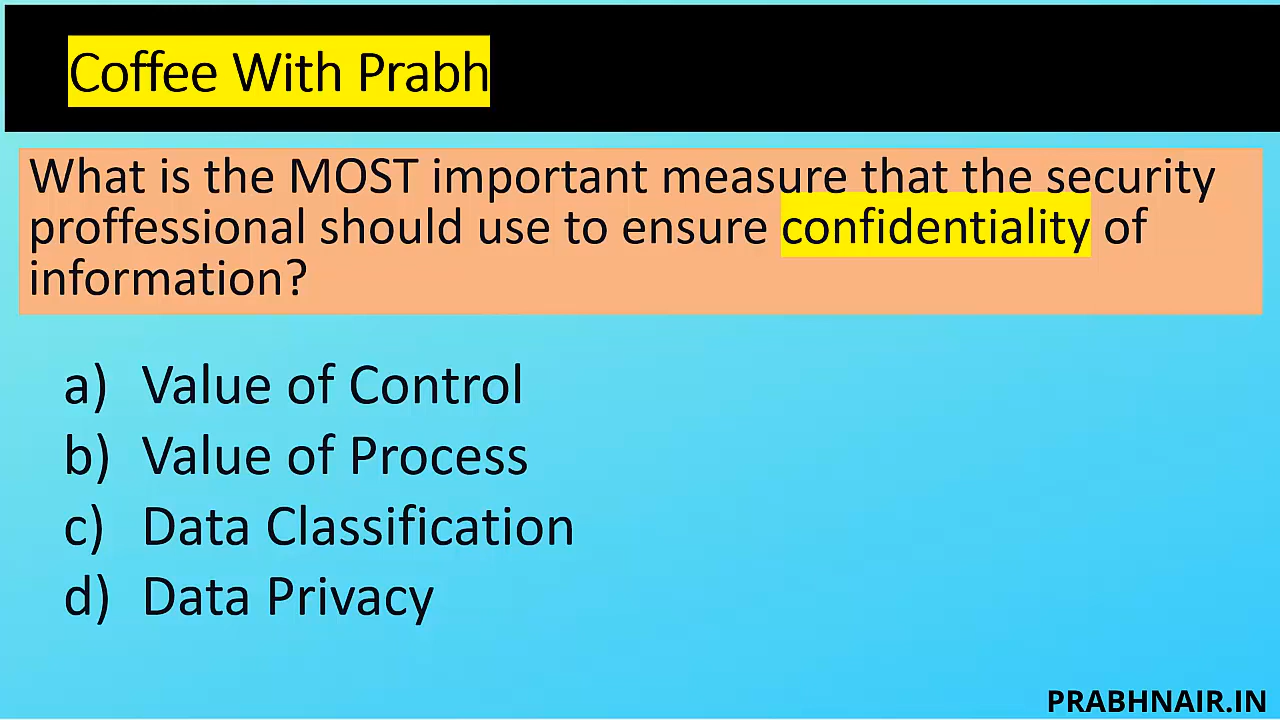 Coffee With Prabh
What is the MOST important measure that the security
proffessional should use to ensure confidentiality of
information?
a) Value of Control
b) Value of Process
c) Data Classification
d) Data Privacy
PRABHNAIR.IN